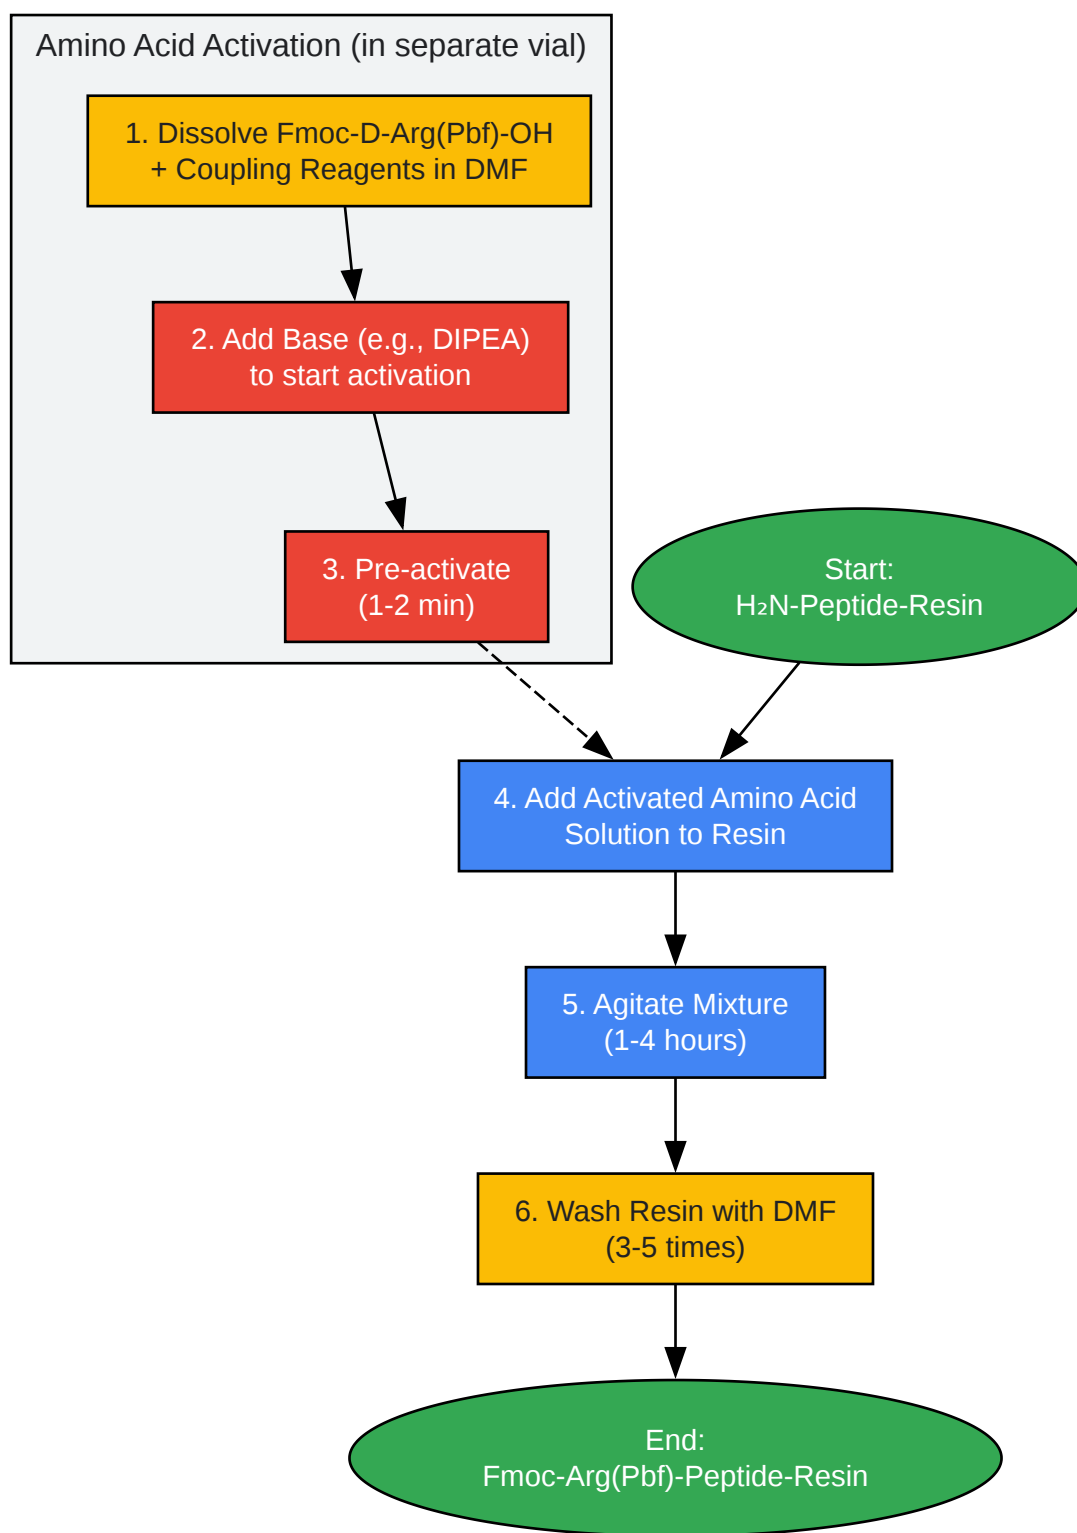 Amino Acid Activation (in separate vial)
1. Dissolve Fmoc-D-Arg(Pbf)-OH
+ Coupling Reagents in DMF
2. Add Base (e.g., DIPEA)
to start activation
3. Pre-activate
(1-2 min)
Start:
H₂N-Peptide-Resin
4. Add Activated Amino Acid
Solution to Resin
5. Agitate Mixture
(1-4 hours)
6. Wash Resin with DMF
(3-5 times)
End:
Fmoc-Arg(Pbf)-Peptide-Resin